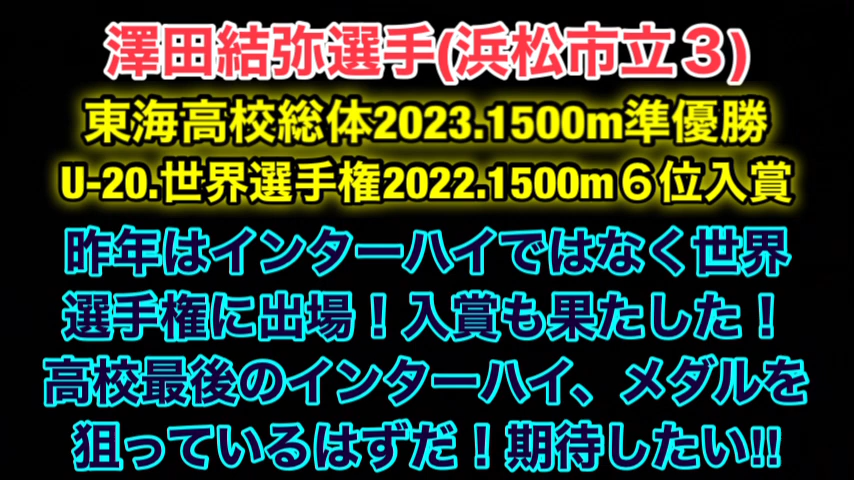 澤田結弥選手(浜松市立３)
東海高校総体2023.1500m準優勝
U-20.世界選手権2022.1500m６位入賞
昨年はインターハイではなく世界
選手権に出場！入賞も果たした！
高校最後のインターハイ、メダルを
狙っているはずだ！期待したい‼